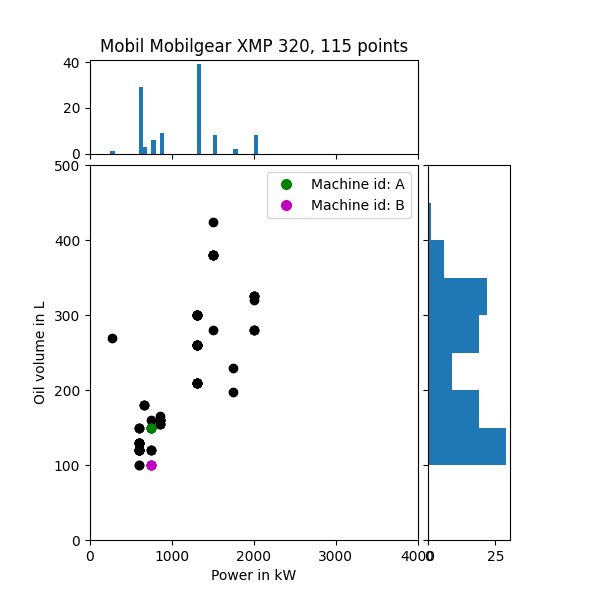 Mobil Mobilgear XMP 320, 115 points
40
20
0
500
400
300
200
100
0
Oil volume in L
Machine id: A
Machine id: B
0 1000 2000 3000 4000
0 25
Power in kW